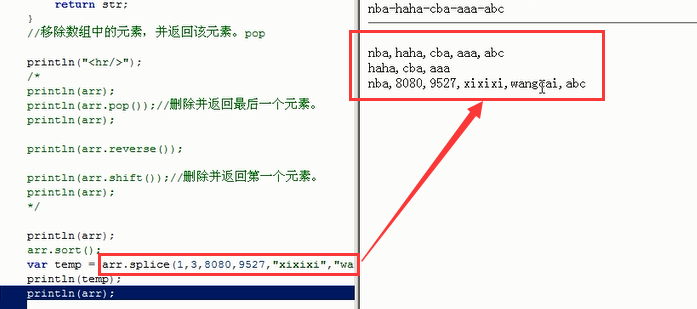 return str;
}
//移除数组中的元素，并返回该元素。pop
println("<hr/>");
/*
println(arr);
println(arr.pop());//删除并返回最后一个元素。
println(arr);
println(arr.reverse());
println(arr.shift());//删除并返回第一个元素。
println(arr);
*/
println(arr);
arr.sort();
var temp = arr.splice(1,3,8080,9527,"xixixi","wa
println(temp);
println(arr);
nba-haha-cba-aaa-abc
nba,haha,cba,aaa,abc
haha,cba,aaa
nba,8080,9527,xixixi,wangcai,abc